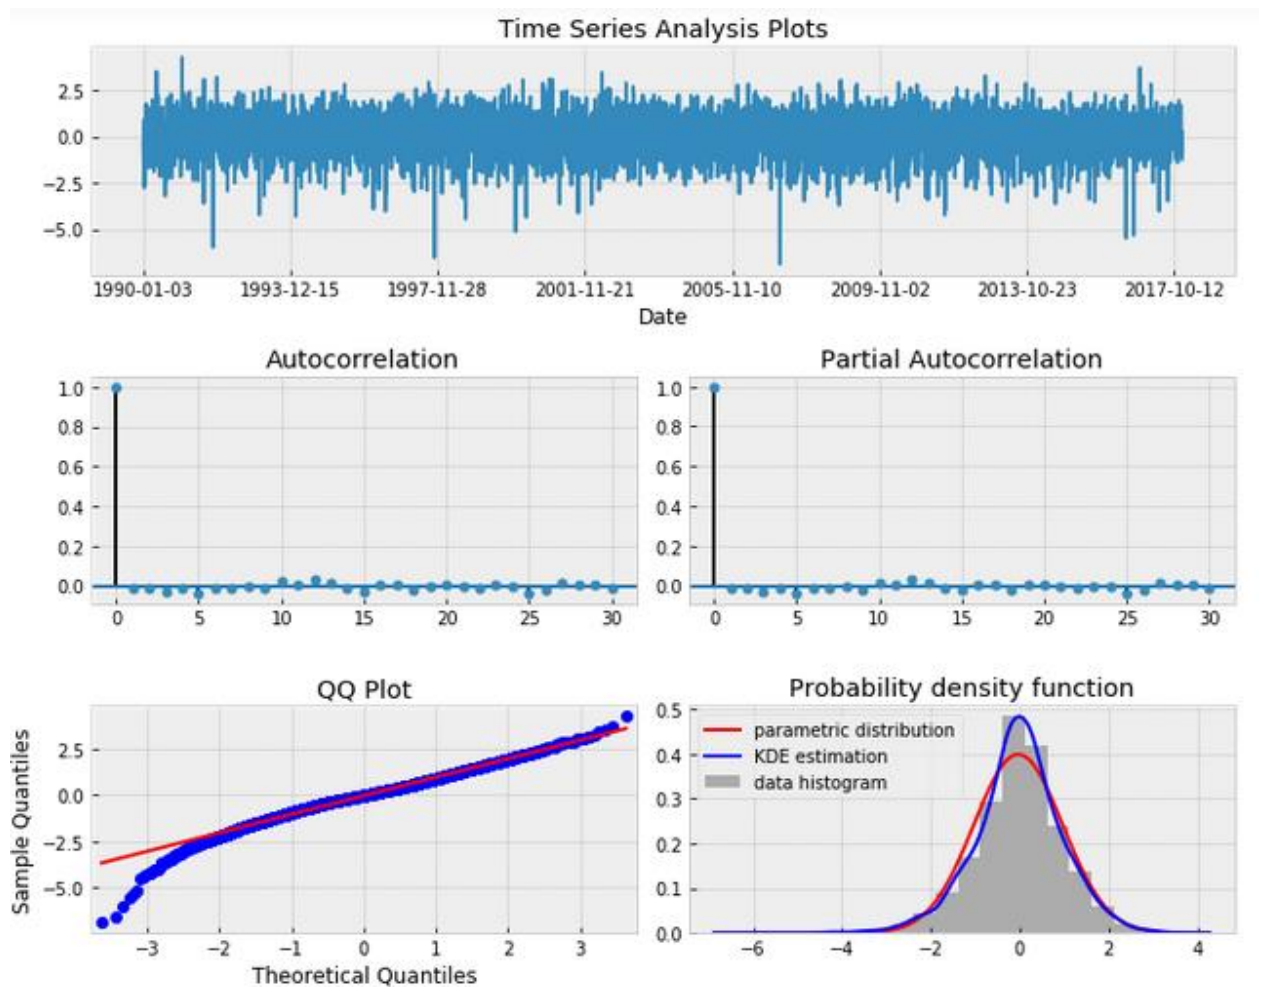 Time Series Analysis Plots
2.5
0.0
−2.5
−5.0
1990-01-03 1993-12-15 1997-11-28 2001-11-21 2005-11-10 2009-11-02 2013-10-23 2017-10-12
Date
Autocorrelation
1.0
0.8
0.6
0.4
0.2
0.0
0 5 10 15 20 25 30
Partial Autocorrelation
1.0
0.8
0.6
0.4
0.2
0.0
0 5 10 15 20 25 30
QQ Plot
Sample Quantiles
2.5
0.0
−2.5
−5.0
−3 −2 −1 0 1 2 3
Theoretical Quantiles
Probability density function
0.5
0.4
0.3
0.2
0.1
0.0
parametric distribution
KDE estimation
data histogram
−6 −4 −2 0 2 4